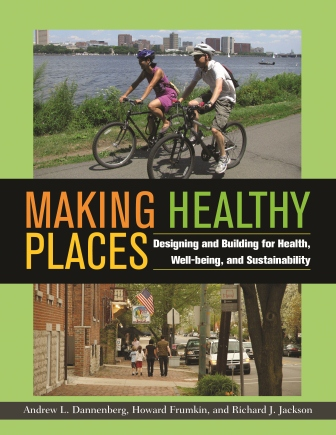 MAKING HEALTHY
PLACES
Designing and Building for Health,
Well-being, and Sustainability
Andrew L. Dannenberg, Howard Frumkin, and Richard J. Jackson